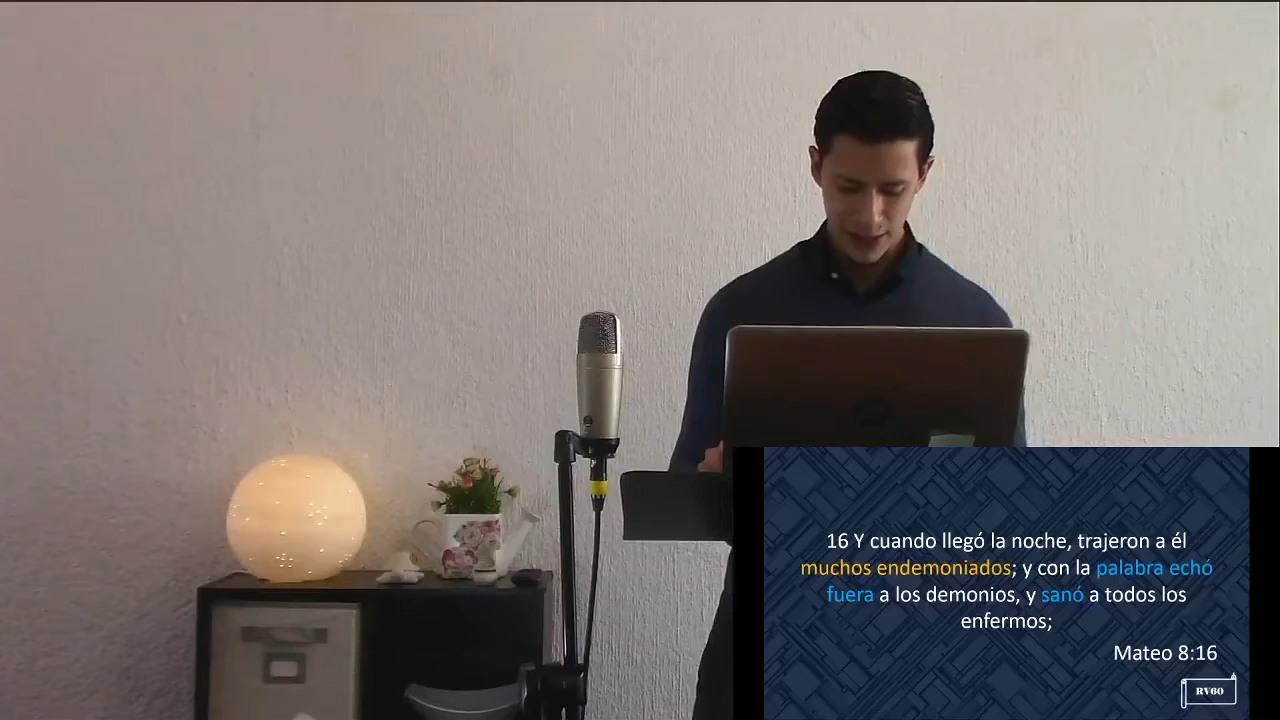 16 Y cuando llegó la noche, trajeron a él
muchos endemoniados; y con la palabra echó
fuera a los demonios, y sanó a todos los
enfermos;
Mateo 8:16
RV60